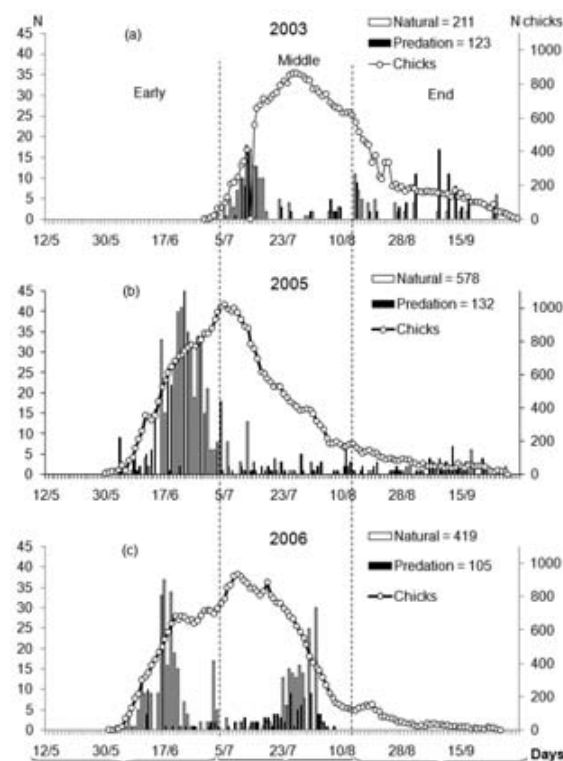 N
(a)
2003
Natural = 211
Predation = 123
Chicks
N chicks
Early
Middle
End
45
40
35
30
25
20
15
10
5
0
1000
800
600
400
200
0
12/5 30/5 17/6 5/7 23/7 10/8 28/8 15/9
(b)
2005
Natural = 578
Predation = 132
Chicks
45
40
35
30
25
20
15
10
5
0
1000
800
600
400
200
0
12/5 30/5 17/6 5/7 23/7 10/8 28/8 15/9
(c)
2006
Natural = 419
Predation = 105
Chicks
45
40
35
30
25
20
15
10
5
0
1000
800
600
400
200
0
12/5 30/5 17/6 5/7 23/7 10/8 28/8 15/9 Days